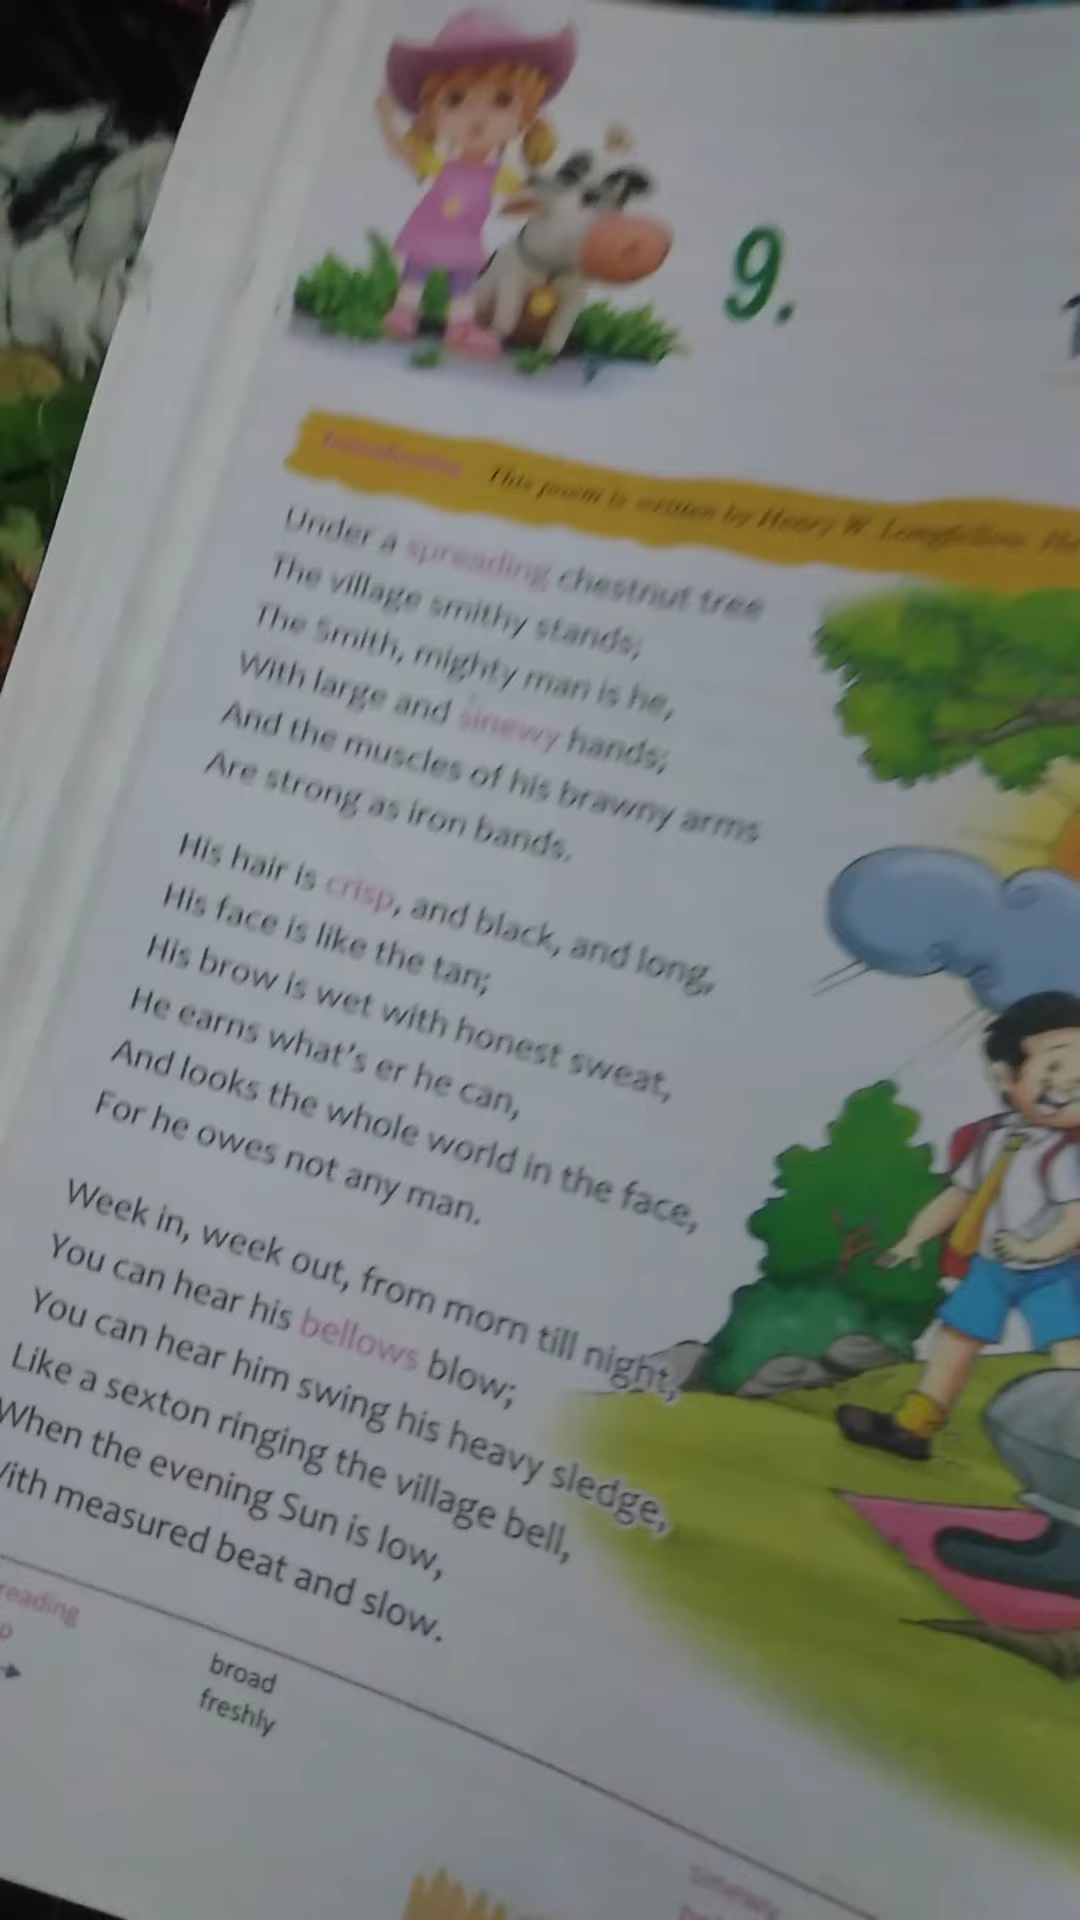 9.
Introduction This poem is written by Henry W. Longfellow. He
Under a spreading chestnut tree
The village smithy stands;
The Smith, mighty man is he,
With large and sinewy hands;
And the muscles of his brawny arms
Are strong as iron bands.
His hair is crisp, and black, and long,
His face is like the tan;
His brow is wet with honest sweat,
He earns what's er he can,
And looks the whole world in the face,
For he owes not any man.
Week in, week out, from morn till night,
You can hear his bellows blow;
You can hear him swing his heavy sledge,
Like a sexton ringing the village bell,
When the evening Sun is low,
With measured beat and slow.
reading broad
p freshly
sinewy